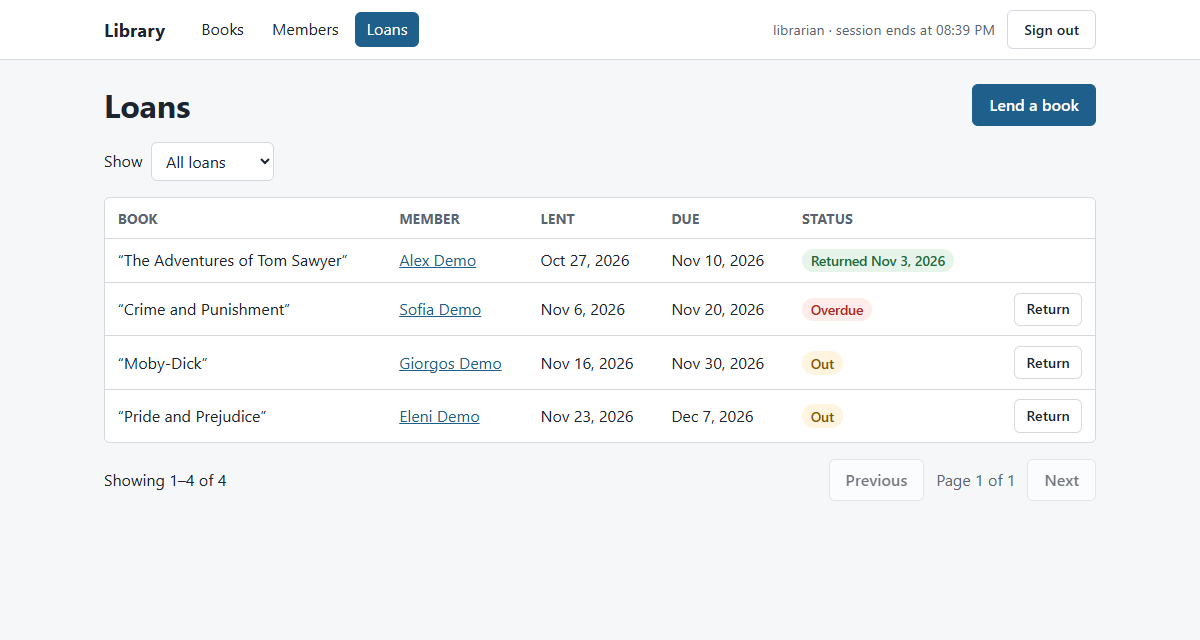 Library Books Members Loans librarian · session ends at 08:39 PM Sign out
Loans Lend a book
Show All loans
BOOK MEMBER LENT DUE STATUS
“The Adventures of Tom Sawyer” Alex Demo Oct 27, 2026 Nov 10, 2026 Returned Nov 3, 2026
“Crime and Punishment” Sofia Demo Nov 6, 2026 Nov 20, 2026 Overdue Return
“Moby-Dick” Giorgos Demo Nov 16, 2026 Nov 30, 2026 Out Return
“Pride and Prejudice” Eleni Demo Nov 23, 2026 Dec 7, 2026 Out Return
Showing 1–4 of 4 Previous Page 1 of 1 Next